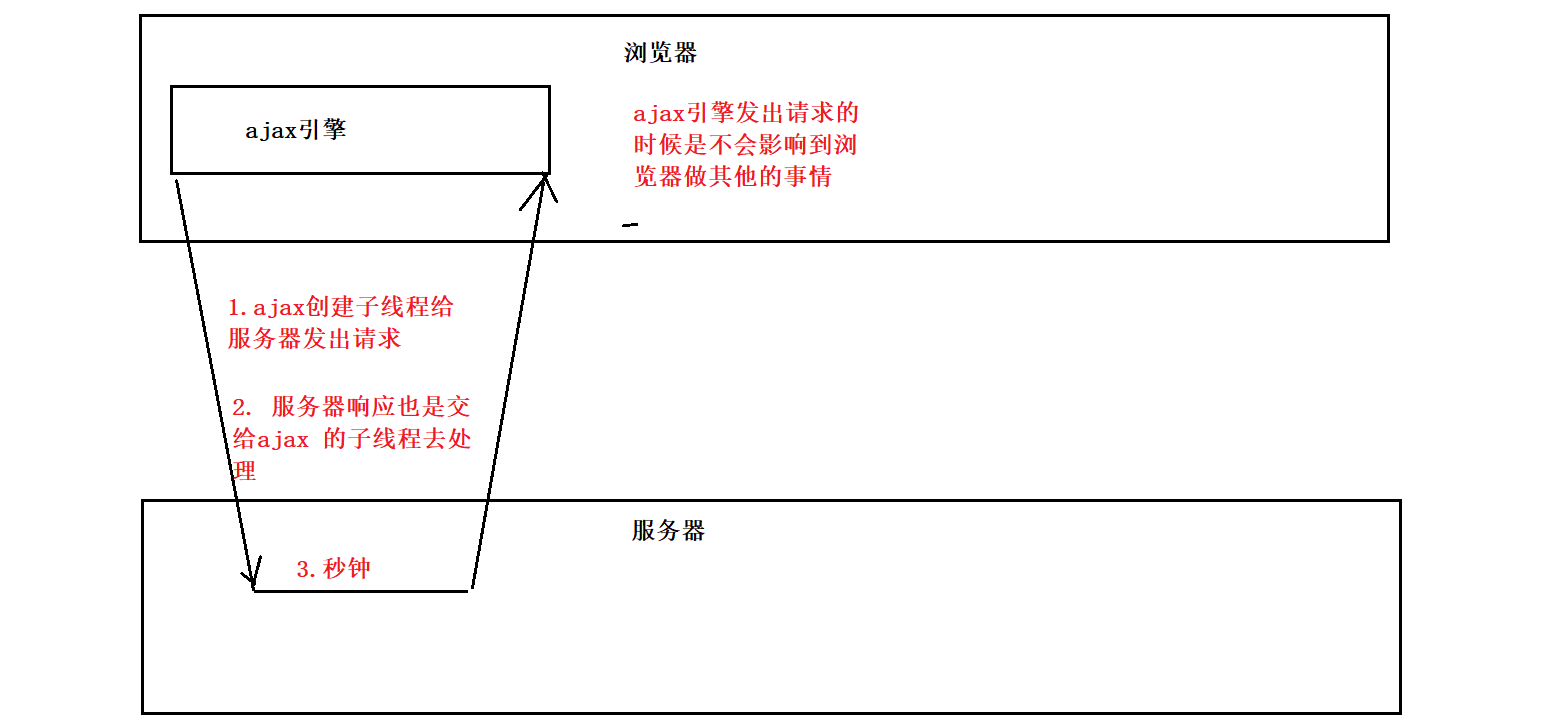 浏览器
ajax引擎
ajax引擎发出请求的
时候是不会影响到浏
览器做其他的事情
1.ajax创建子线程给
服务器发出请求
2. 服务器响应也是交
给ajax 的子线程去处
理
服务器
3.秒钟